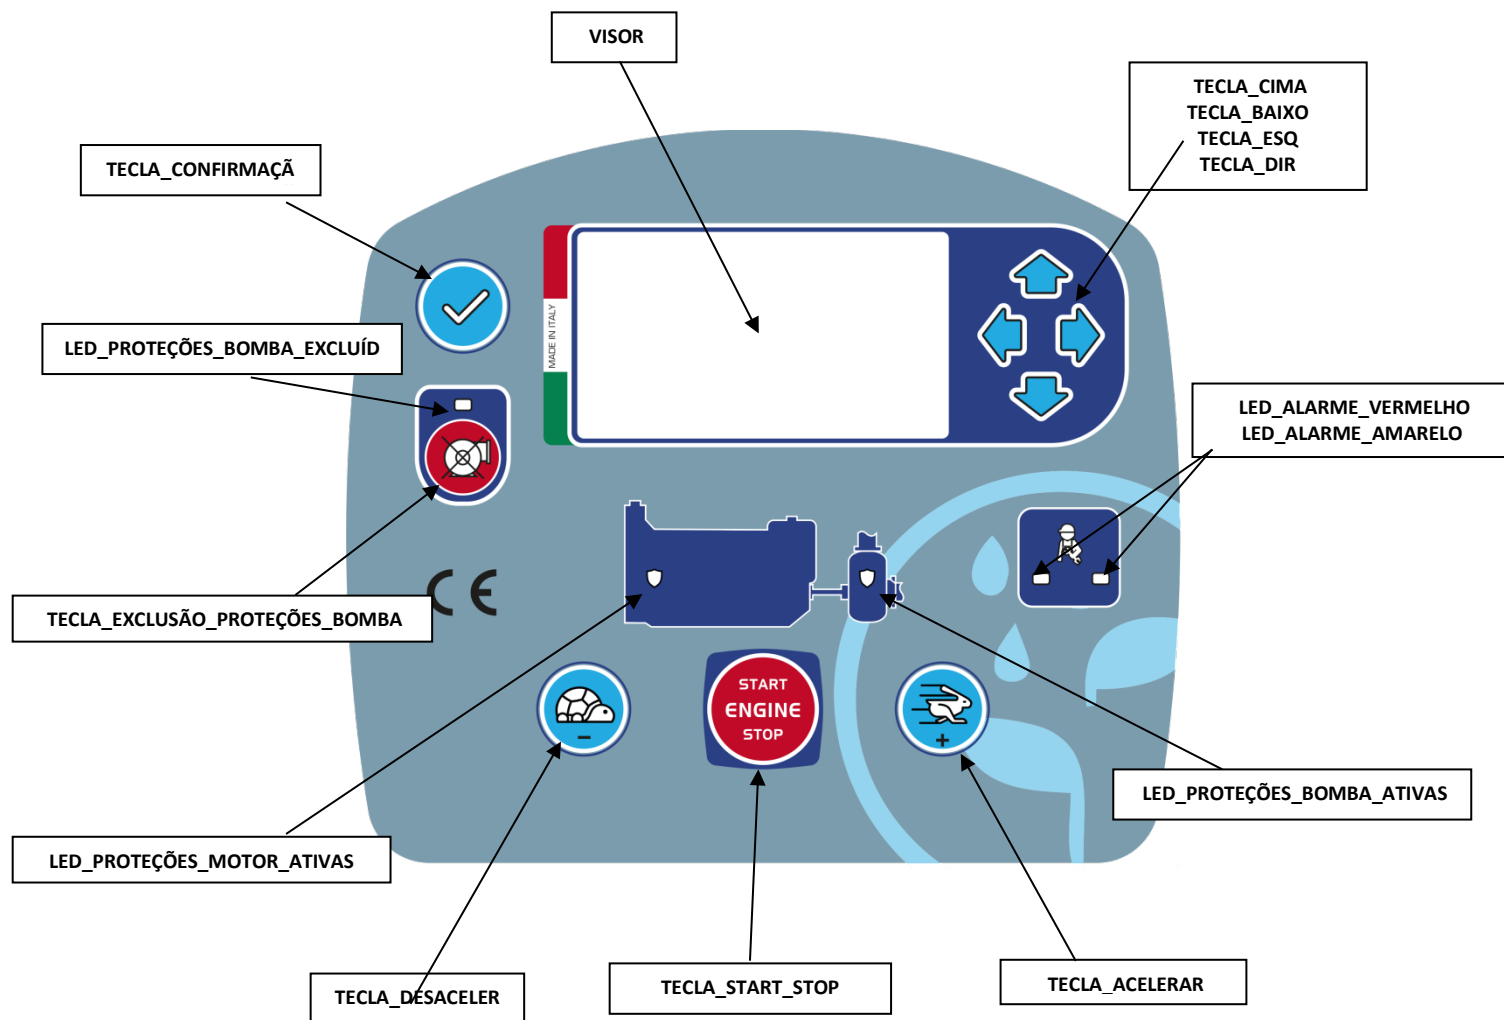 VISOR
TECLA_CIMA
TECLA_BAIXO
TECLA_ESQ
TECLA_DIR
TECLA_CONFIRMAÇÃ
MADE IN ITALY
LED_PROTEÇÕES_BOMBA_EXCLUÍD
LED_ALARME_VERMELHO
LED_ALARME_AMARELO
CE
TECLA_EXCLUSÃO_PROTEÇÕES_BOMBA
START
ENGINE
STOP
-
+
LED_PROTEÇÕES_BOMBA_ATIVAS
LED_PROTEÇÕES_MOTOR_ATIVAS
TECLA_DESACELER
TECLA_START_STOP
TECLA_ACELERAR